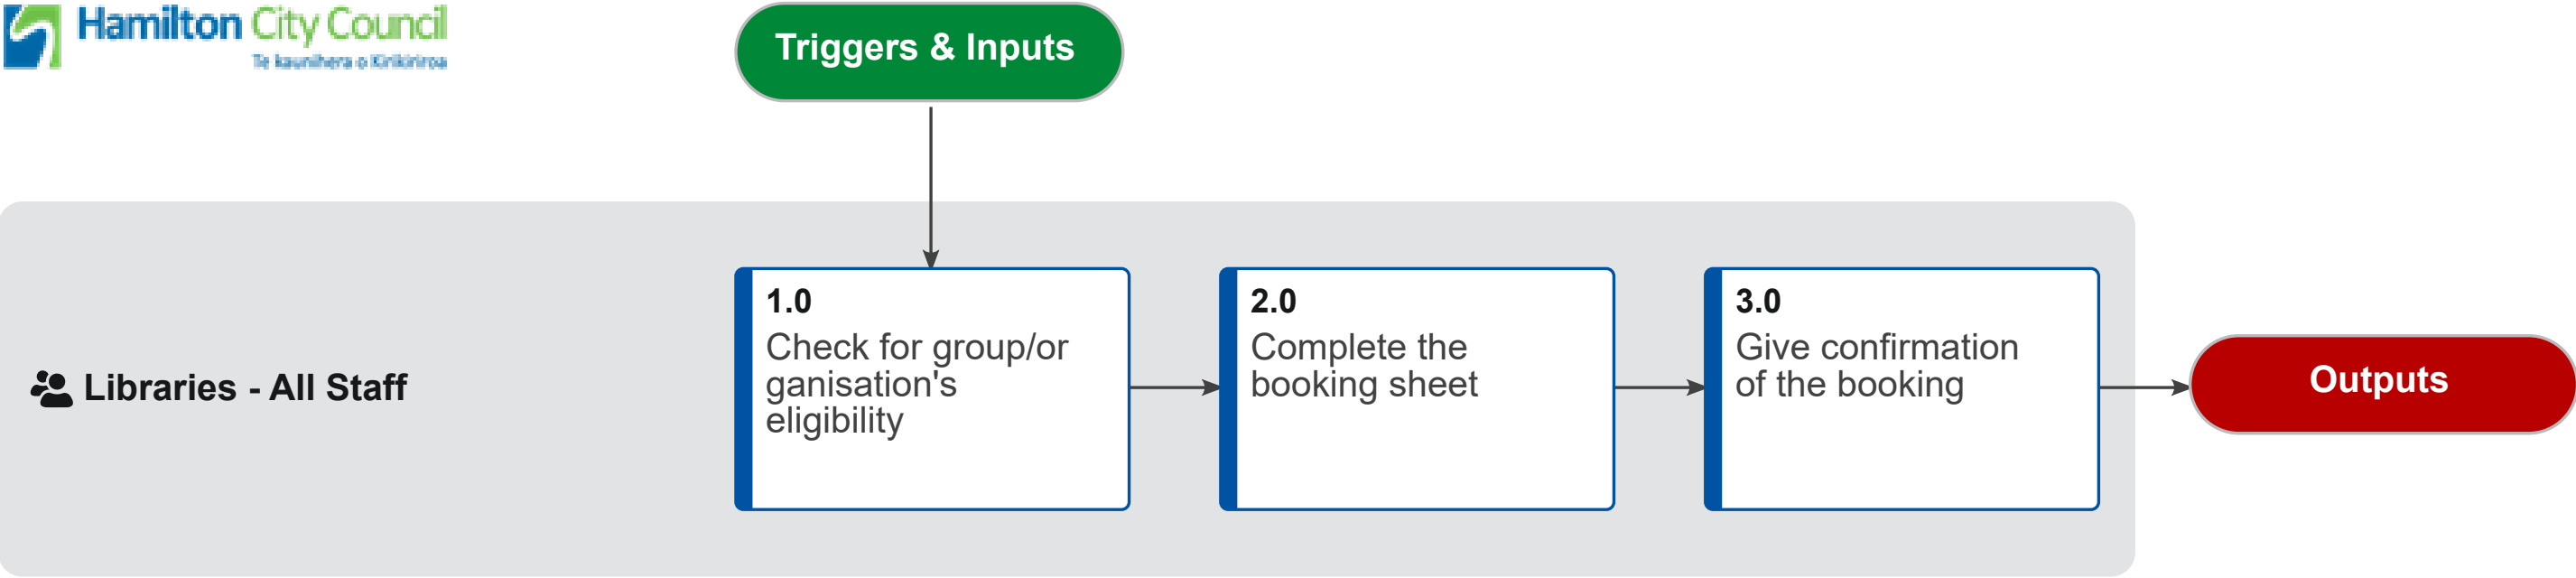 Hamilton City Council
Te kaunihera o Kirikiriroa
Triggers & Inputs
Libraries - All Staff
1.0
Check for group/or
ganisation's
eligibility
2.0
Complete the
booking sheet
3.0
Give confirmation
of the booking
Outputs